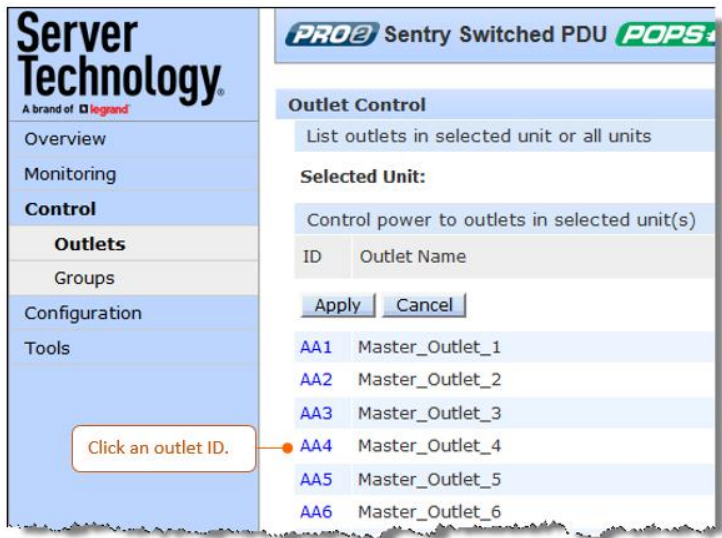 Server
Technology.
A brand of legrand
Overview
Monitoring
Control
Outlets
Groups
Configuration
Tools
PRO2 Sentry Switched PDU POPS
Outlet Control
List outlets in selected unit or all units
Selected Unit:
Control power to outlets in selected unit(s)
ID Outlet Name
Apply Cancel
AA1 Master_Outlet_1
AA2 Master_Outlet_2
AA3 Master_Outlet_3
Click an outlet ID.
AA4 Master_Outlet_4
AA5 Master_Outlet_5
AA6 Master_Outlet_6